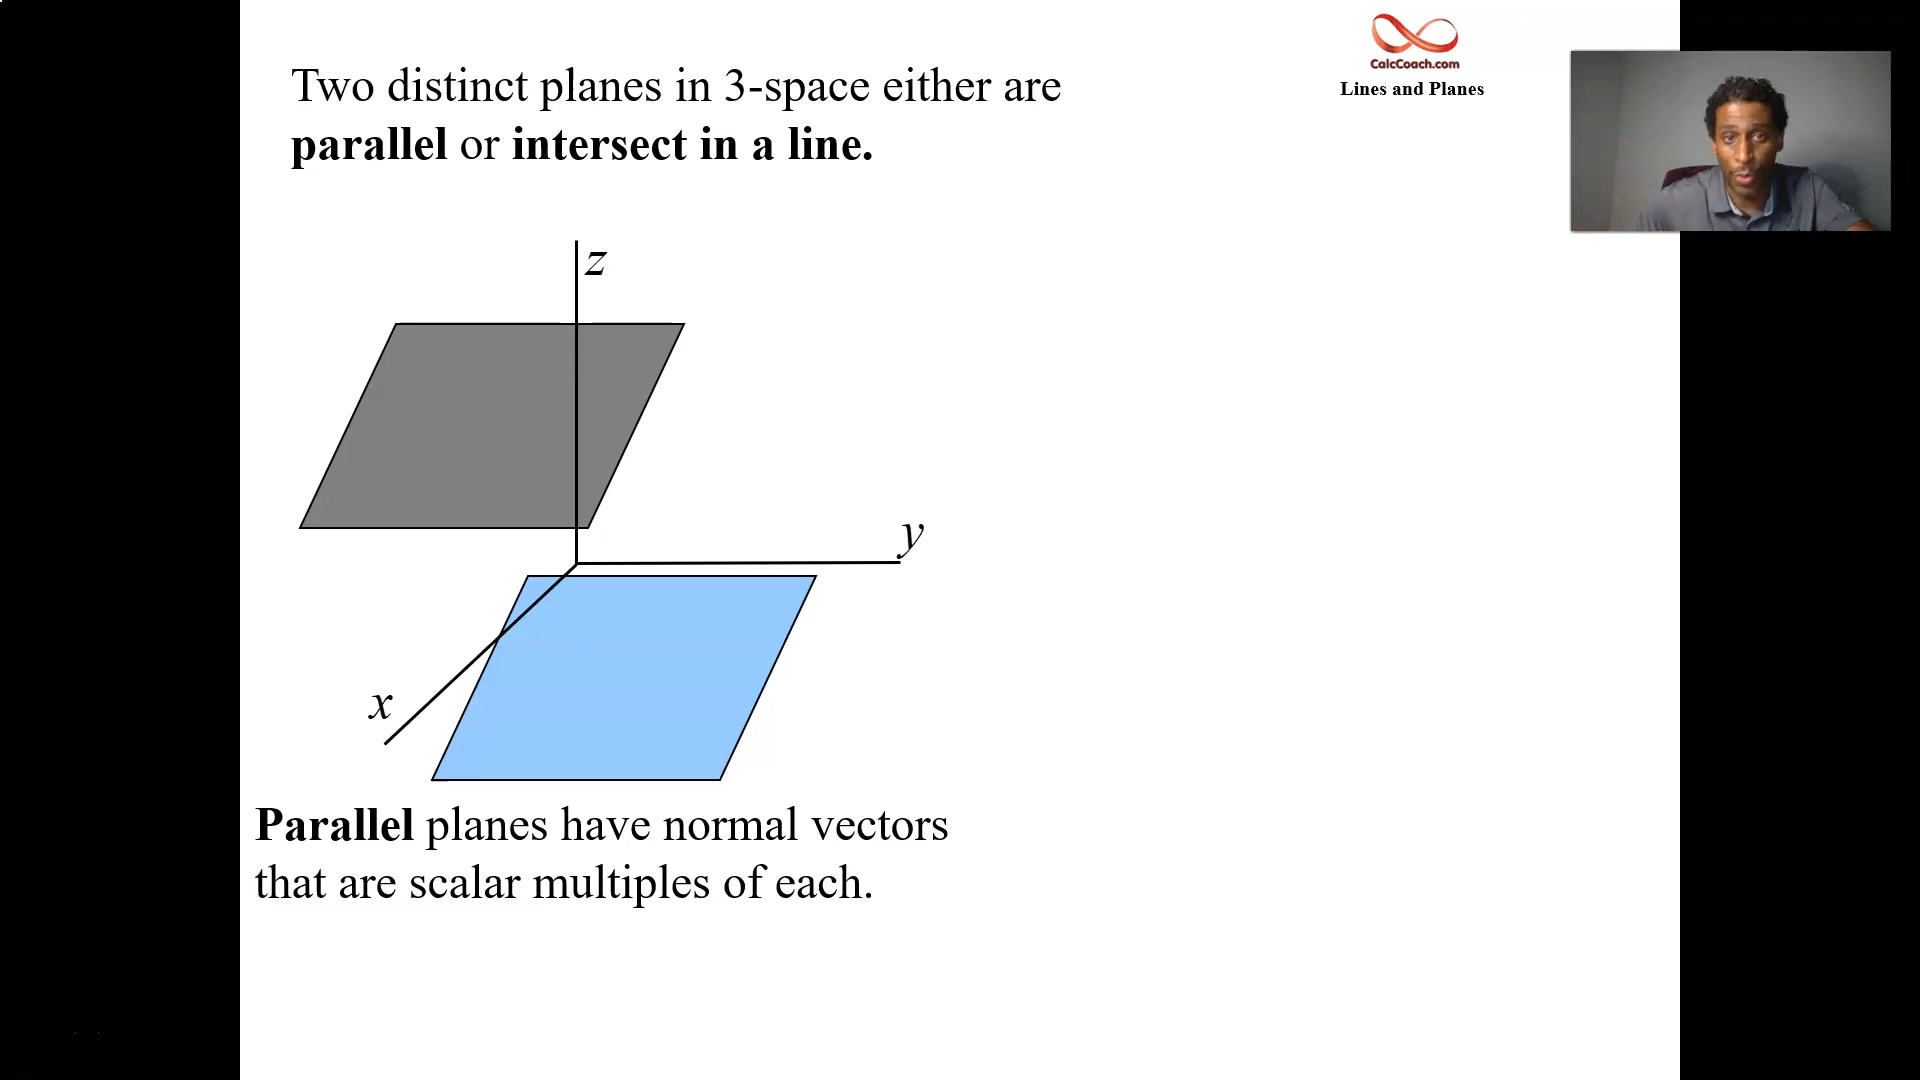 Two distinct planes in 3-space either are
parallel or intersect in a line.
CalcCoach.com
Lines and Planes
z
y
x
Parallel planes have normal vectors
that are scalar multiples of each.